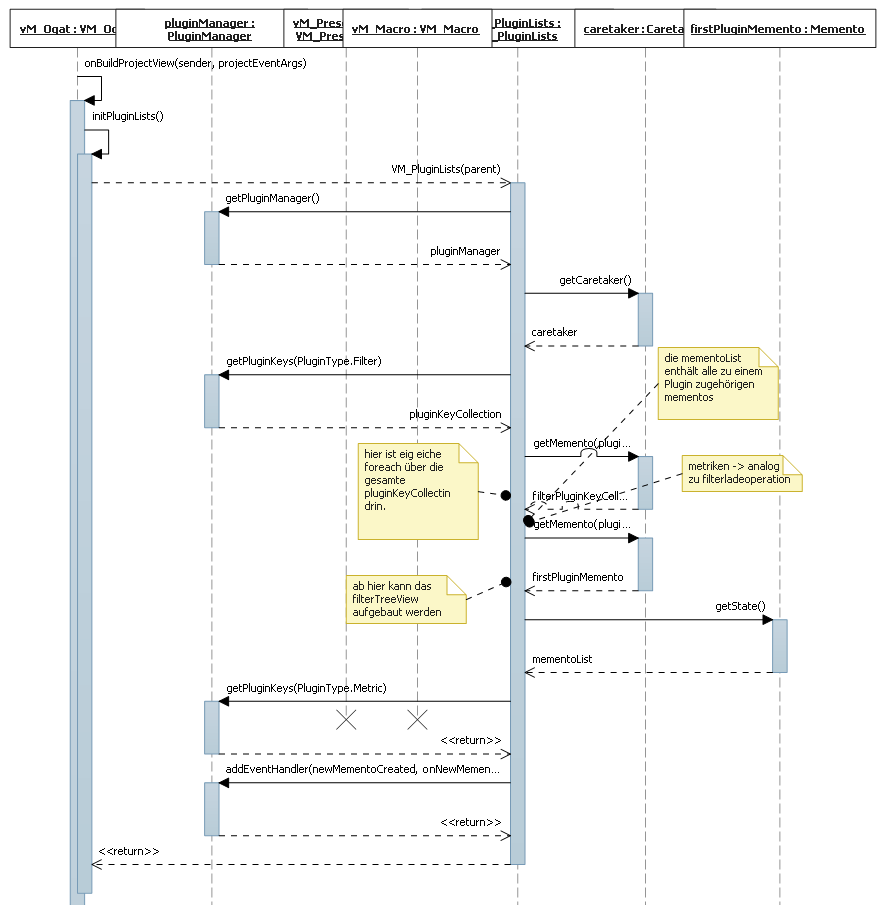 vM_Oqat : VM_Oq
pluginManager :
PluginManager
vM_Pres
VM_Pres
vM_Macro : VM_Macro
_PluginLists :
_PluginLists
caretaker : Careta
firstPluginMemento : Memento
onBuildProjectView(sender, projectEventArgs)
initPluginLists()
VM_PluginLists(parent)
getPluginManager()
pluginManager
getCaretaker()
caretaker
die mementoList
enthält alle zu einem
Plugin zugehörigen
mementos
getPluginKeys(PluginType.Filter)
pluginKeyCollection
getMemento(plugi...
hier ist eig eiche
foreach über die
gesamte
pluginKeyCollectin
drin.
metriken -> analog
zu filterladeoperation
filterPluginKeyColl...
getMemento(plugi...
firstPluginMemento
ab hier kann das
filterTreeView
aufgebaut werden
getState()
mementoList
getPluginKeys(PluginType.Metric)
<<return>>
addEventHandler(newMementoCreated, onNewMemen...
<<return>>
<<return>>